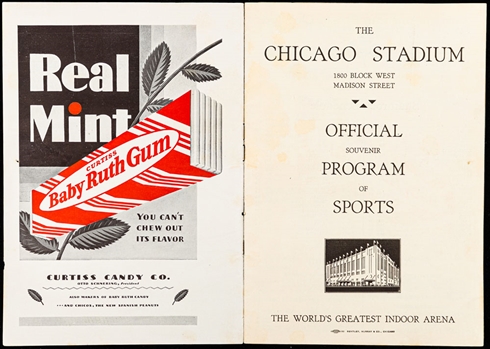 Real
Mint
CURTISS
Baby Ruth Gum
YOU CAN'T
CHEW OUT
ITS FLAVOR
CURTISS CANDY CO.
OTTO SCHNERING, President
ALSO MAKERS OF BABY RUTH CANDY
...AND CHICOS; THE NEW SPANISH PEANUTS
THE
CHICAGO STADIUM
1800 BLOCK WEST
MADISON STREET
OFFICIAL
SOUVENIR
PROGRAM
OF
SPORTS
THE WORLD'S GREATEST INDOOR ARENA